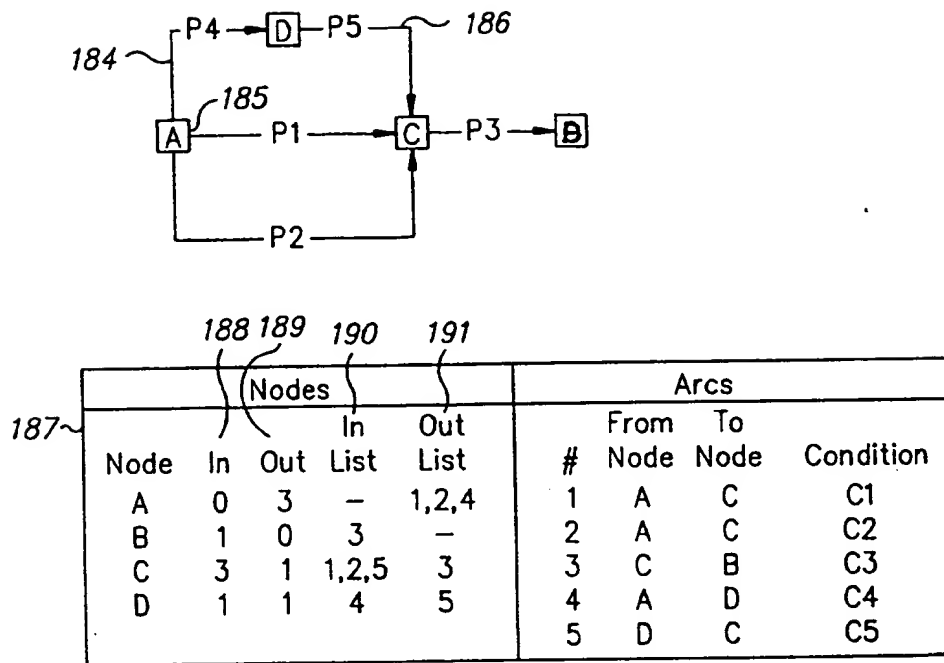 P4 D P5 186
184
185
A P1 C P3 B
P2
188 189 190 191
Nodes Arcs
187
In Out From To
Node In Out List List # Node Node Condition
A 0 3 – 1,2,4 1 A C C1
B 1 0 3 – 2 A C C2
C 3 1 1,2,5 3 3 C B C3
D 1 1 4 5 4 A D C4
5 D C C5